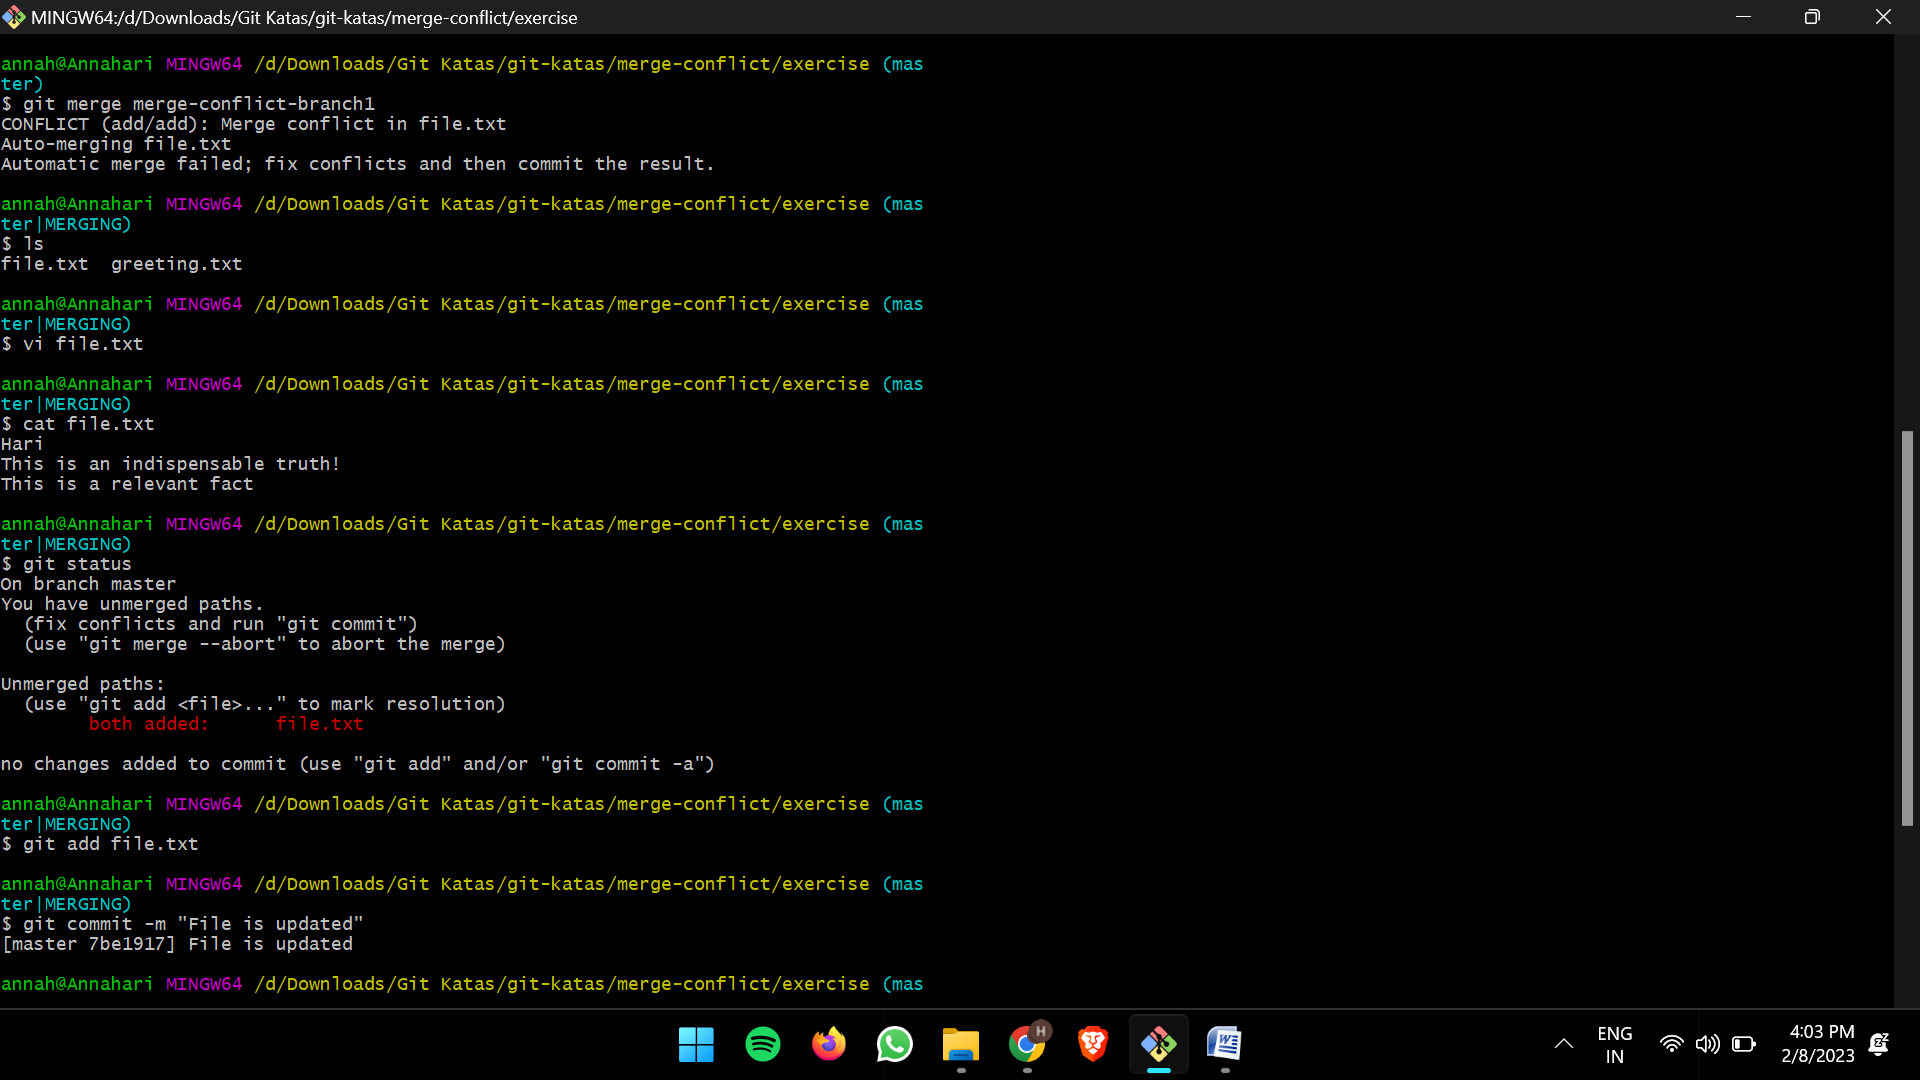 MINGW64:/d/Downloads/Git Katas/git-katas/merge-conflict/exercise
annah@Annahari MINGW64 /d/Downloads/Git Katas/git-katas/merge-conflict/exercise (mas
ter)
$ git merge merge-conflict-branch1
CONFLICT (add/add): Merge conflict in file.txt
Auto-merging file.txt
Automatic merge failed; fix conflicts and then commit the result.
annah@Annahari MINGW64 /d/Downloads/Git Katas/git-katas/merge-conflict/exercise (mas
ter|MERGING)
$ ls
file.txt  greeting.txt
annah@Annahari MINGW64 /d/Downloads/Git Katas/git-katas/merge-conflict/exercise (mas
ter|MERGING)
$ vi file.txt
annah@Annahari MINGW64 /d/Downloads/Git Katas/git-katas/merge-conflict/exercise (mas
ter|MERGING)
$ cat file.txt
Hari
This is an indispensable truth!
This is a relevant fact
annah@Annahari MINGW64 /d/Downloads/Git Katas/git-katas/merge-conflict/exercise (mas
ter|MERGING)
$ git status
On branch master
You have unmerged paths.
  (fix conflicts and run "git commit")
  (use "git merge --abort" to abort the merge)
Unmerged paths:
  (use "git add <file>..." to mark resolution)
        both added:      file.txt
no changes added to commit (use "git add" and/or "git commit -a")
annah@Annahari MINGW64 /d/Downloads/Git Katas/git-katas/merge-conflict/exercise (mas
ter|MERGING)
$ git add file.txt
annah@Annahari MINGW64 /d/Downloads/Git Katas/git-katas/merge-conflict/exercise (mas
ter|MERGING)
$ git commit -m "File is updated"
[master 7be1917] File is updated
annah@Annahari MINGW64 /d/Downloads/Git Katas/git-katas/merge-conflict/exercise (mas
H
W
ENG
IN
4:03 PM
2/8/2023